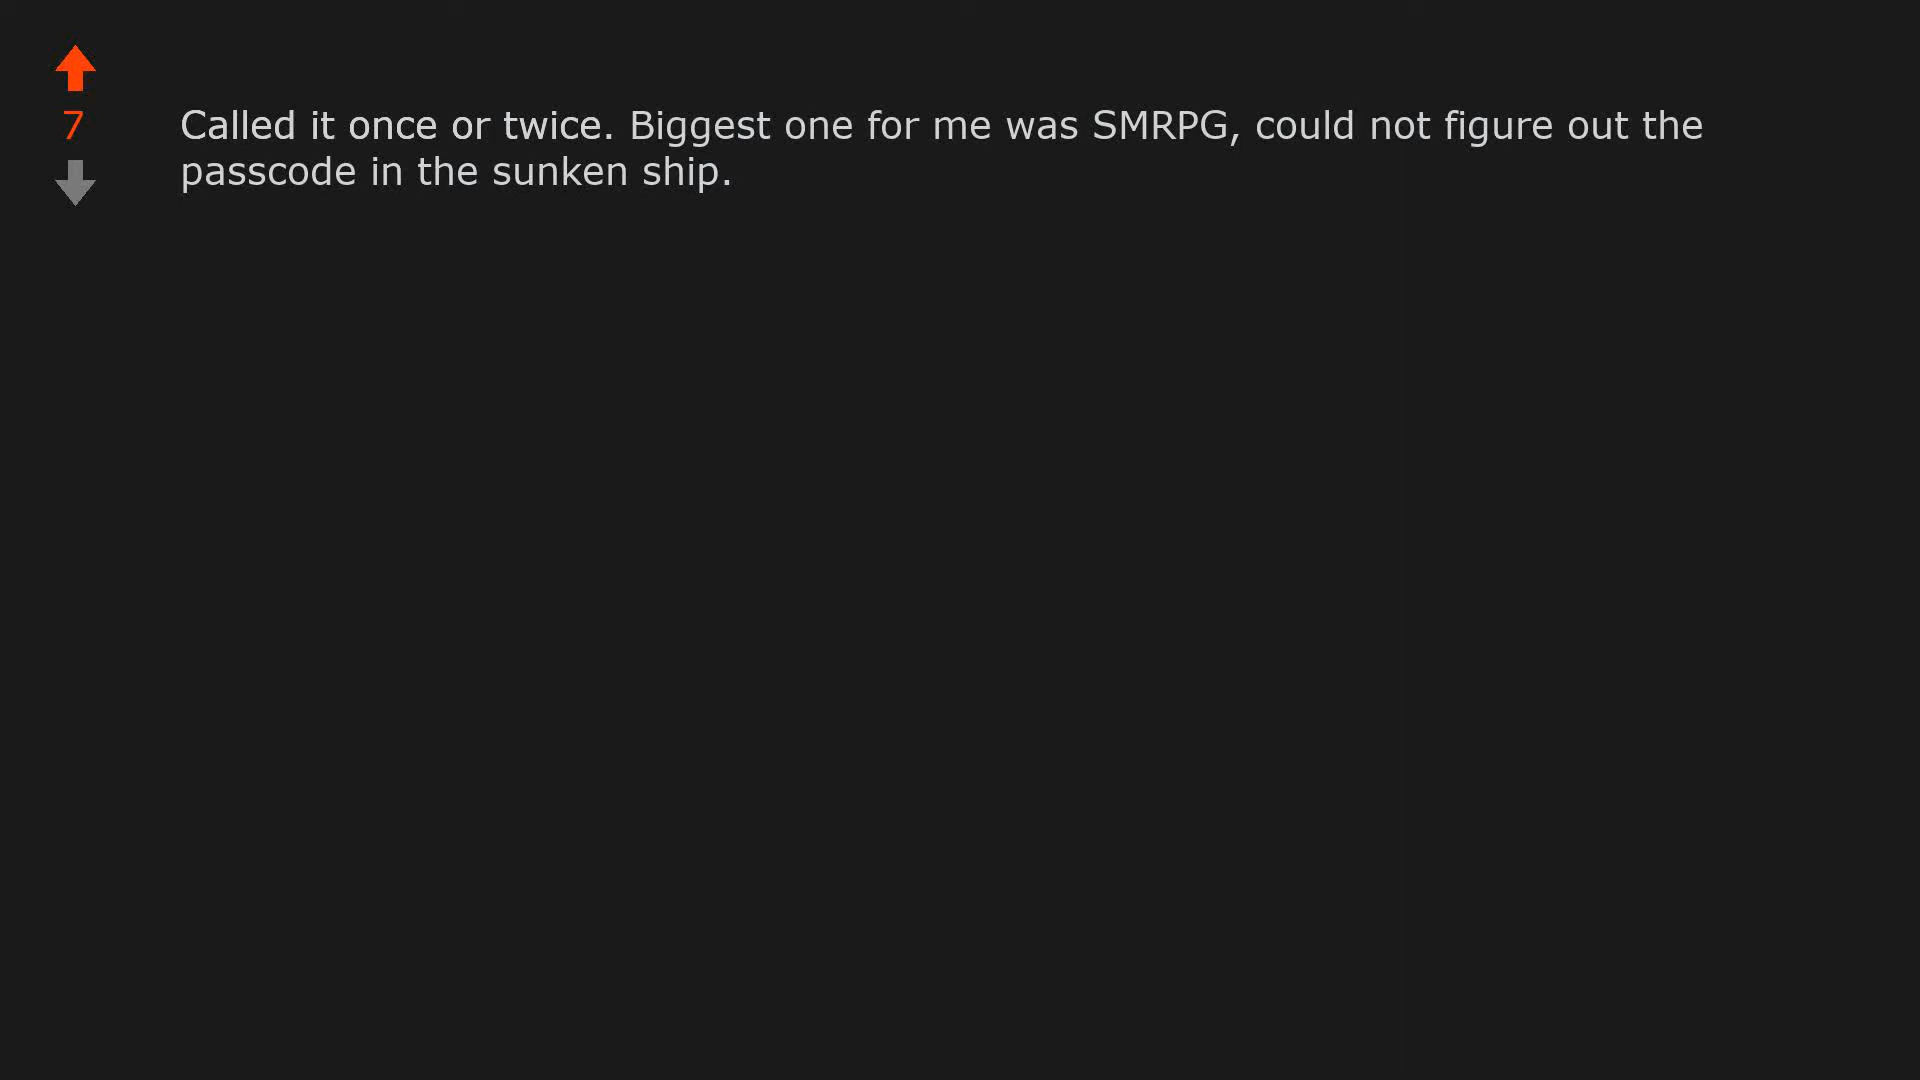 7
Called it once or twice. Biggest one for me was SMRPG, could not figure out the
passcode in the sunken ship.